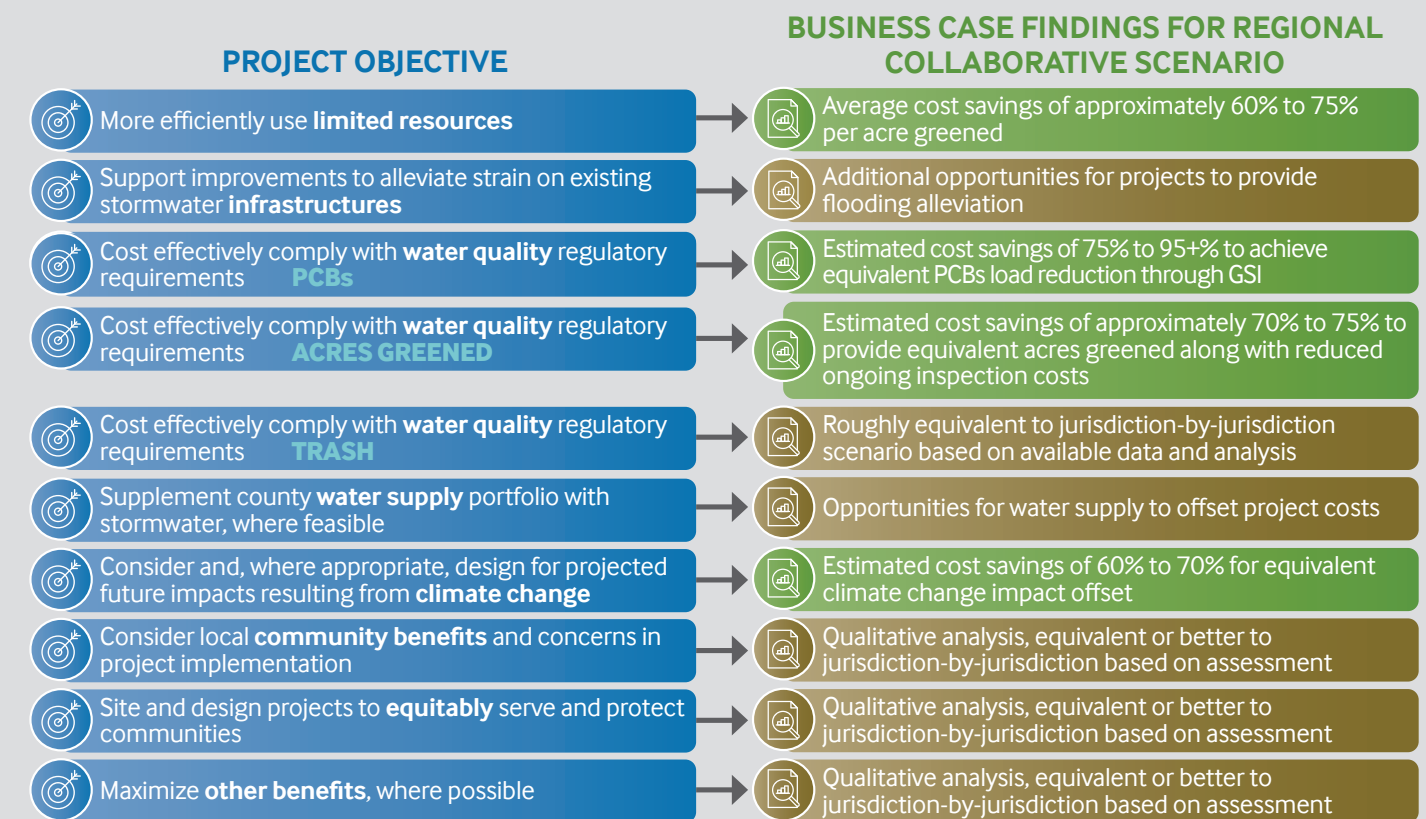 PROJECT OBJECTIVE
BUSINESS CASE FINDINGS FOR REGIONAL
COLLABORATIVE SCENARIO
More efficiently use limited resources
Average cost savings of approximately 60% to 75%
per acre greened
Support improvements to alleviate strain on existing
stormwater infrastructures
Additional opportunities for projects to provide
flooding alleviation
Cost effectively comply with water quality regulatory
requirements PCBs
Estimated cost savings of 75% to 95+% to achieve
equivalent PCBs load reduction through GSI
Cost effectively comply with water quality regulatory
requirements ACRES GREENED
Estimated cost savings of approximately 70% to 75% to
provide equivalent acres greened along with reduced
ongoing inspection costs
Cost effectively comply with water quality regulatory
requirements TRASH
Roughly equivalent to jurisdiction-by-jurisdiction
scenario based on available data and analysis
Supplement county water supply portfolio with
stormwater, where feasible
Opportunities for water supply to offset project costs
Consider and, where appropriate, design for projected
future impacts resulting from climate change
Estimated cost savings of 60% to 70% for equivalent
climate change impact offset
Consider local community benefits and concerns in
project implementation
Qualitative analysis, equivalent or better to
jurisdiction-by-jurisdiction based on assessment
Site and design projects to equitably serve and protect
communities
Qualitative analysis, equivalent or better to
jurisdiction-by-jurisdiction based on assessment
Maximize other benefits, where possible
Qualitative analysis, equivalent or better to
jurisdiction-by-jurisdiction based on assessment